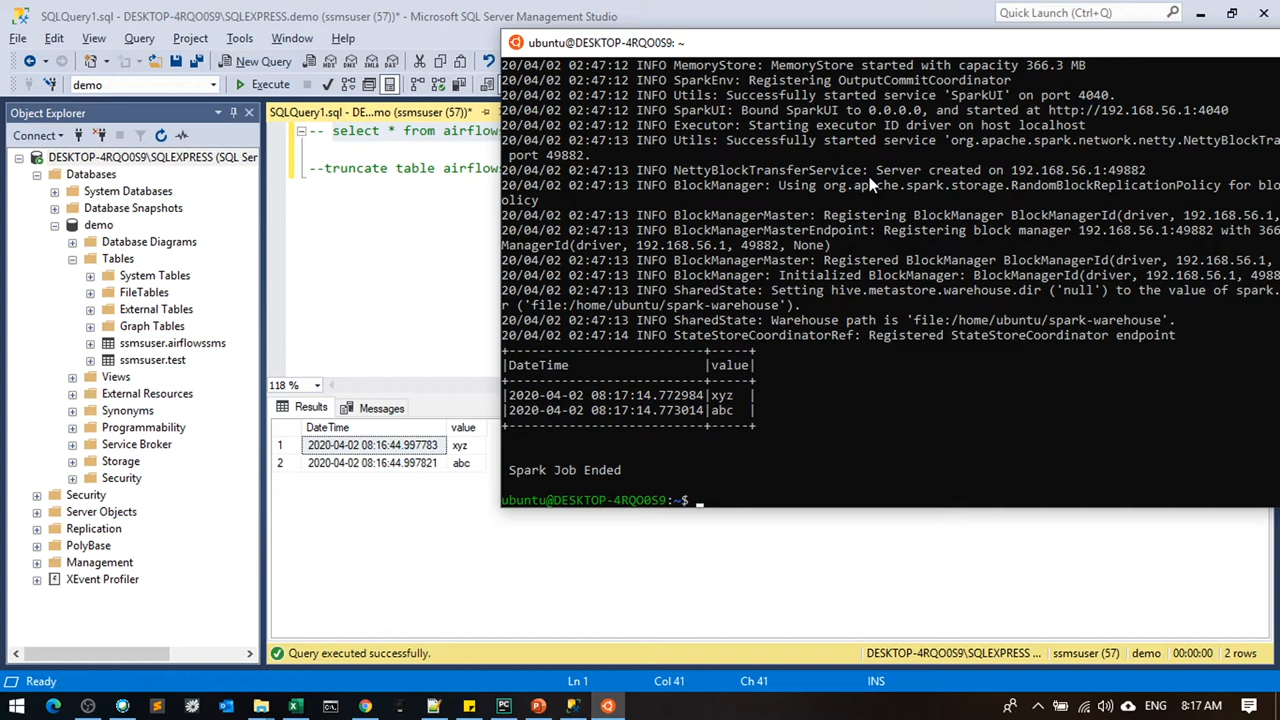 SQLQuery1.sql - DESKTOP-4RQO0S9\SQLEXPRESS.demo (ssmsuser (57))* - Microsoft SQL Server Management Studio
Quick Launch (Ctrl+Q)
File Edit View Query Project Tools Window Help
New Query
MDX DMX XMLA DAX
demo
Execute
Object Explorer
Connect
DESKTOP-4RQO0S9\SQLEXPRESS (SQL Ser
Databases
System Databases
Database Snapshots
demo
Database Diagrams
Tables
System Tables
FileTables
External Tables
Graph Tables
ssmsuser.airflowssms
ssmsuser.test
Views
External Resources
Synonyms
Programmability
Service Broker
Storage
Security
Security
Server Objects
Replication
PolyBase
Management
XEvent Profiler
SQLQuery1.sql - DE...mo (ssmsuser (57))*
-- select * from airflows
--truncate table airflows
118 %
Results Messages
DateTime value
1 2020-04-02 08:16:44.997783 xyz
2 2020-04-02 08:16:44.997821 abc
ubuntu@DESKTOP-4RQO0S9: ~
20/04/02 02:47:12 INFO MemoryStore: MemoryStore started with capacity 366.3 MB
20/04/02 02:47:12 INFO SparkEnv: Registering OutputCommitCoordinator
20/04/02 02:47:12 INFO Utils: Successfully started service 'SparkUI' on port 4040.
20/04/02 02:47:12 INFO SparkUI: Bound SparkUI to 0.0.0.0, and started at http://192.168.56.1:4040
20/04/02 02:47:12 INFO Executor: Starting executor ID driver on host localhost
20/04/02 02:47:13 INFO Utils: Successfully started service 'org.apache.spark.network.netty.NettyBlockTra
port 49882.
20/04/02 02:47:13 INFO NettyBlockTransferService: Server created on 192.168.56.1:49882
20/04/02 02:47:13 INFO BlockManager: Using org.apache.spark.storage.RandomBlockReplicationPolicy for blo
olicy
20/04/02 02:47:13 INFO BlockManagerMaster: Registering BlockManager BlockManagerId(driver, 192.168.56.1,
20/04/02 02:47:13 INFO BlockManagerMasterEndpoint: Registering block manager 192.168.56.1:49882 with 366
ManagerId(driver, 192.168.56.1, 49882, None)
20/04/02 02:47:13 INFO BlockManagerMaster: Registered BlockManager BlockManagerId(driver, 192.168.56.1,
20/04/02 02:47:13 INFO BlockManager: Initialized BlockManager: BlockManagerId(driver, 192.168.56.1, 4988
20/04/02 02:47:13 INFO SharedState: Setting hive.metastore.warehouse.dir ('null') to the value of spark.
r ('file:/home/ubuntu/spark-warehouse').
20/04/02 02:47:13 INFO SharedState: Warehouse path is 'file:/home/ubuntu/spark-warehouse'.
20/04/02 02:47:14 INFO StateStoreCoordinatorRef: Registered StateStoreCoordinator endpoint
+--------------------------+-----+
|DateTime |value|
+--------------------------+-----+
|2020-04-02 08:17:14.772984|xyz |
|2020-04-02 08:17:14.773014|abc |
+--------------------------+-----+
Spark Job Ended
ubuntu@DESKTOP-4RQO0S9:~$ _
Query executed successfully.
DESKTOP-4RQO0S9\SQLEXPRESS ... ssmsuser (57) demo 00:00:00 2 rows
Ready Ln 1 Col 41 Ch 41 INS
ENG 8:17 AM